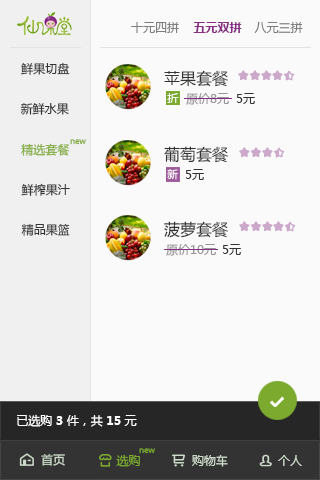 仙果堂
十元四拼 五元双拼 八元三拼
鲜果切盘
新鲜水果
精选套餐 new
鲜榨果汁
精品果篮
苹果套餐
折 原价8元 5元
葡萄套餐
新 5元
菠萝套餐
原价10元 5元
已选购 3 件，共 15 元
首页 选购 new 购物车 个人